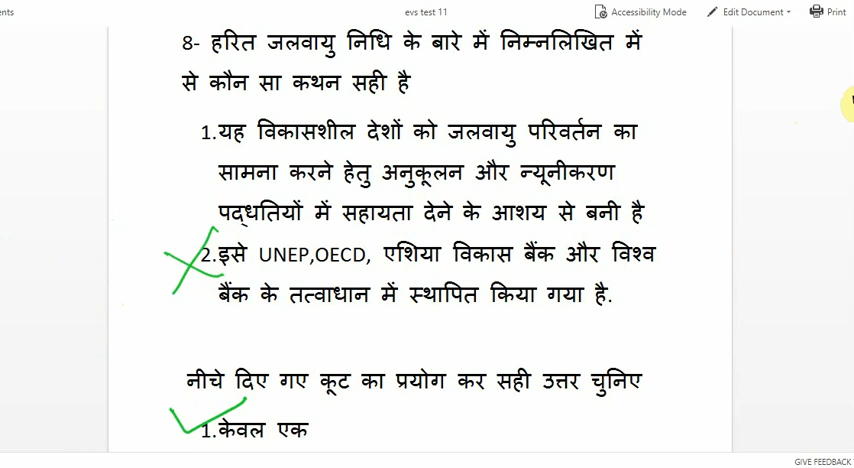 ents
evs test 11
Accessibility Mode
Edit Document
Print
8- हरित जलवायु निधि के बारे में निम्नलिखित में
से कौन सा कथन सही है
1.यह विकासशील देशों को जलवायु परिवर्तन का
सामना करने हेतु अनुकूलन और न्यूनीकरण
पद्धतियों में सहायता देने के आशय से बनी है
2.इसे UNEP,OECD, एशिया विकास बैंक और विश्व
बैंक के तत्वाधान में स्थापित किया गया है.
नीचे दिए गए कूट का प्रयोग कर सही उत्तर चुनिए
1.केवल एक
GIVE FEEDBACK